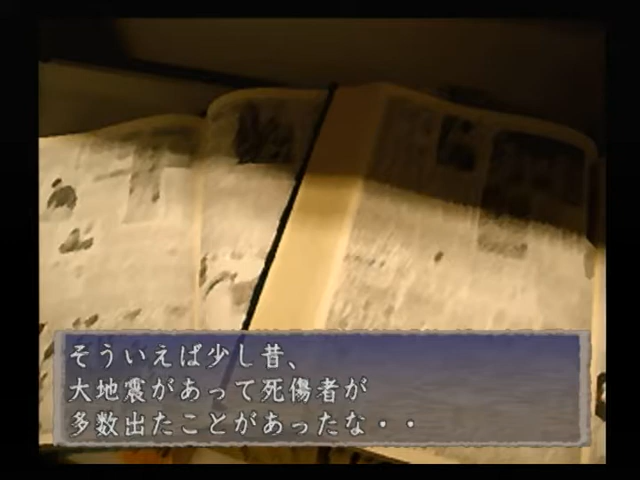 そういえば少し昔、
大地震があって死傷者が
多数出たことがあったな・・